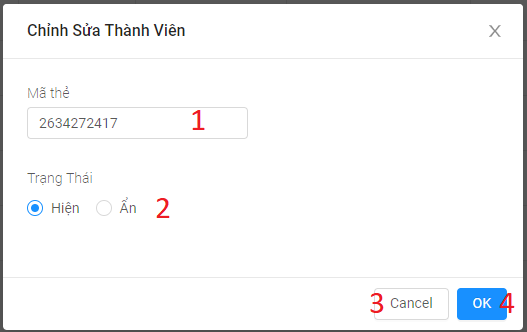 Chỉnh Sửa Thành Viên
Mã thẻ
2634272417 1
Trạng Thái
Hiện Ẩn 2
3 Cancel OK 4